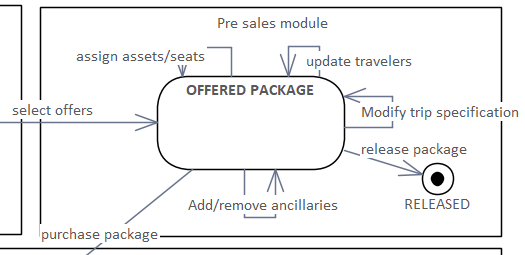 Pre sales module
assign assets/seats
update travelers
OFFERED PACKAGE
select offers
Modify trip specification
release package
Add/remove ancillaries
RELEASED
purchase package